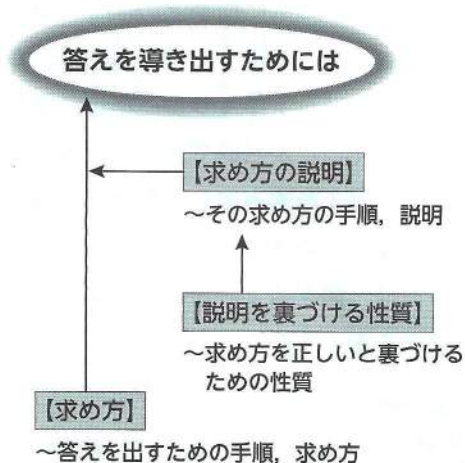 答えを導き出すためには
【求め方の説明】
～その求め方の手順，説明
【説明を裏づける性質】
～求め方を正しいと裏づける
ための性質
【求め方】
～答えを出すための手順，求め方